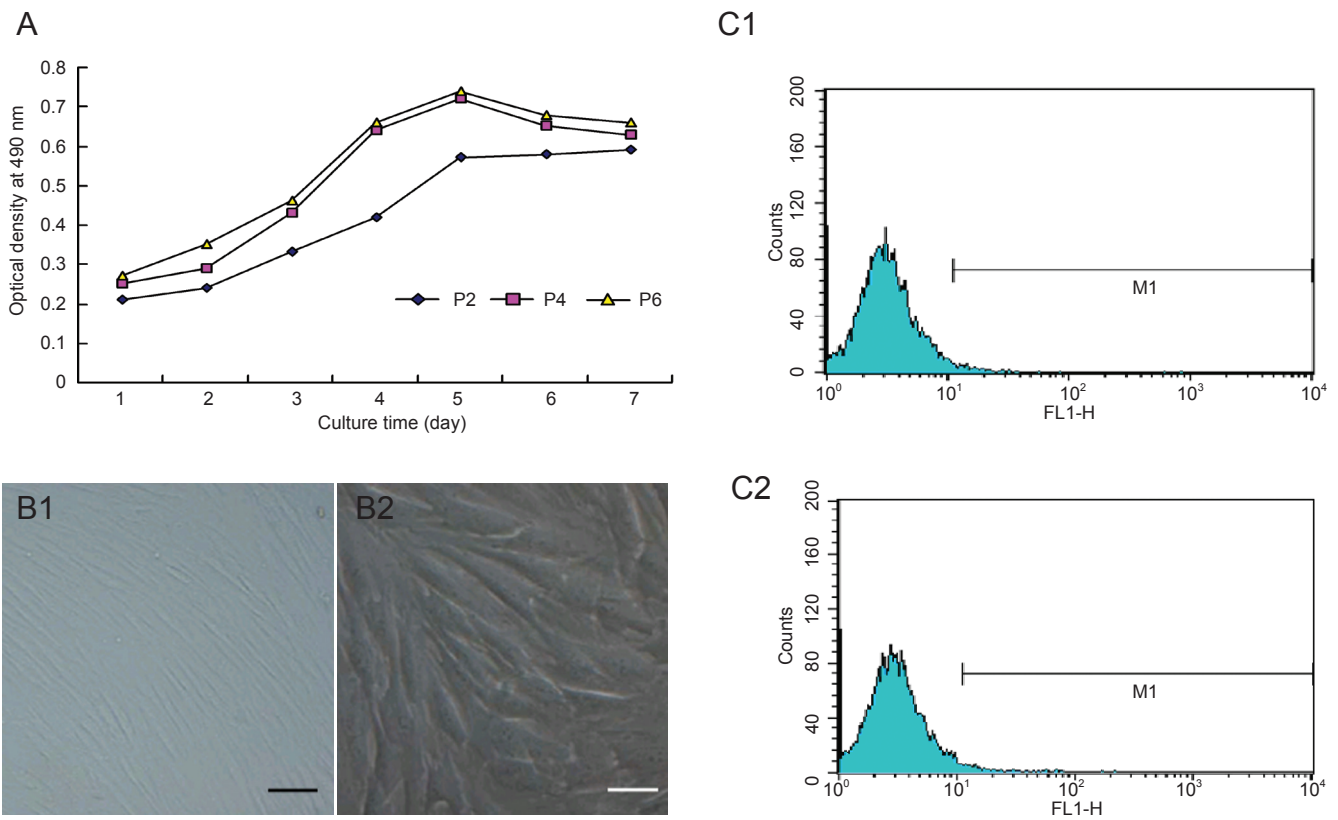 A
0.8
0.7
0.6
0.5
0.4
0.3
0.2
0.1
0
Optical density at 490 nm
P2 P4 P6
1 2 3 4 5 6 7
Culture time (day)
B1
B2
C1
200
160
120
80
40
0
Counts
M1
10⁰ 10¹ 10² 10³ 10⁴
FL1-H
C2
200
160
120
80
40
0
Counts
M1
10⁰ 10¹ 10² 10³ 10⁴
FL1-H